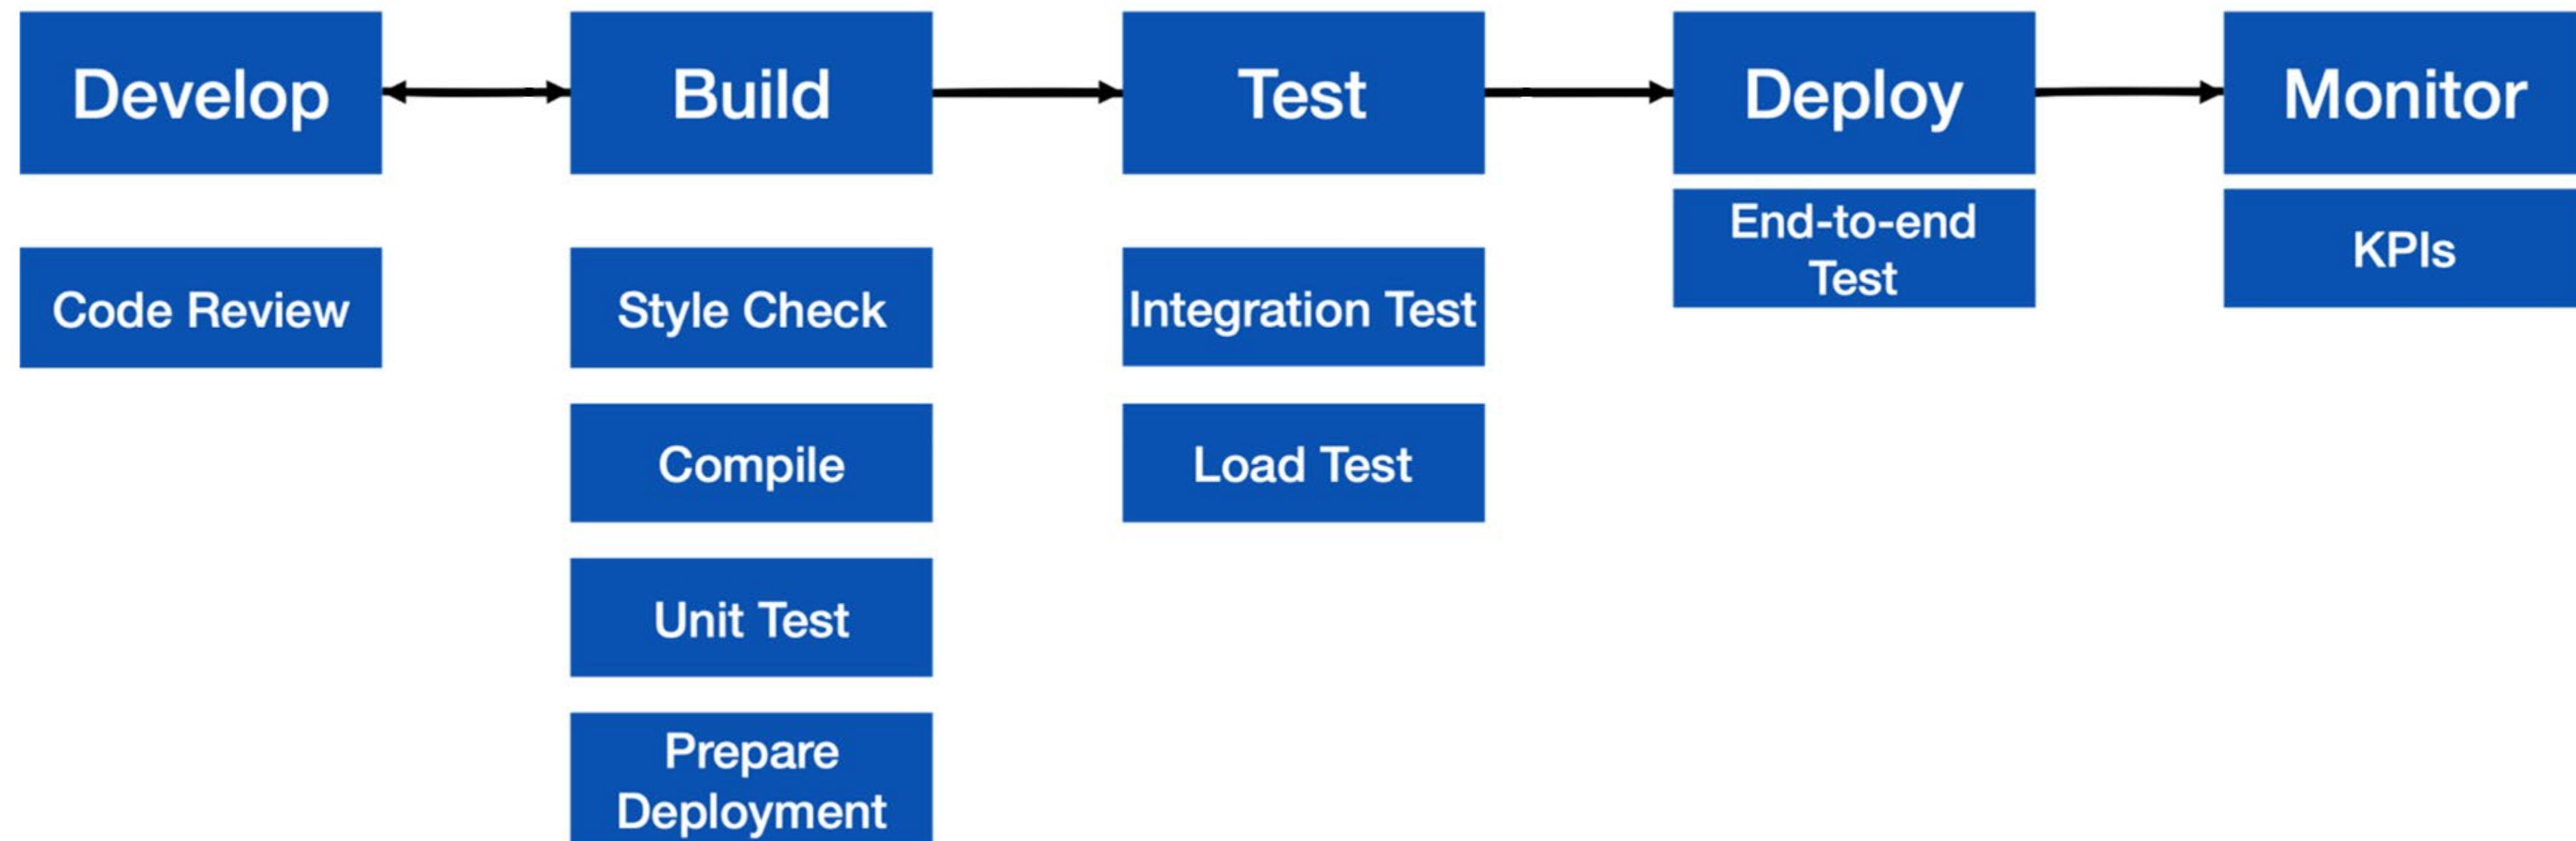 Develop
Build
Test
Deploy
Monitor
Code Review
Style Check
Compile
Unit Test
Prepare
Deployment
Integration Test
Load Test
End-to-end
Test
KPIs